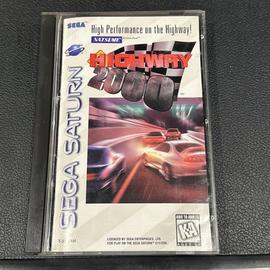 SEGA
High Performance on the Highway!
NATSUME
HIGHWAY
2000
SEGA SATURN
LICENSED BY SEGA ENTERPRISES, LTD.
FOR PLAY ON THE SEGA SATURN SYSTEM.
K-A